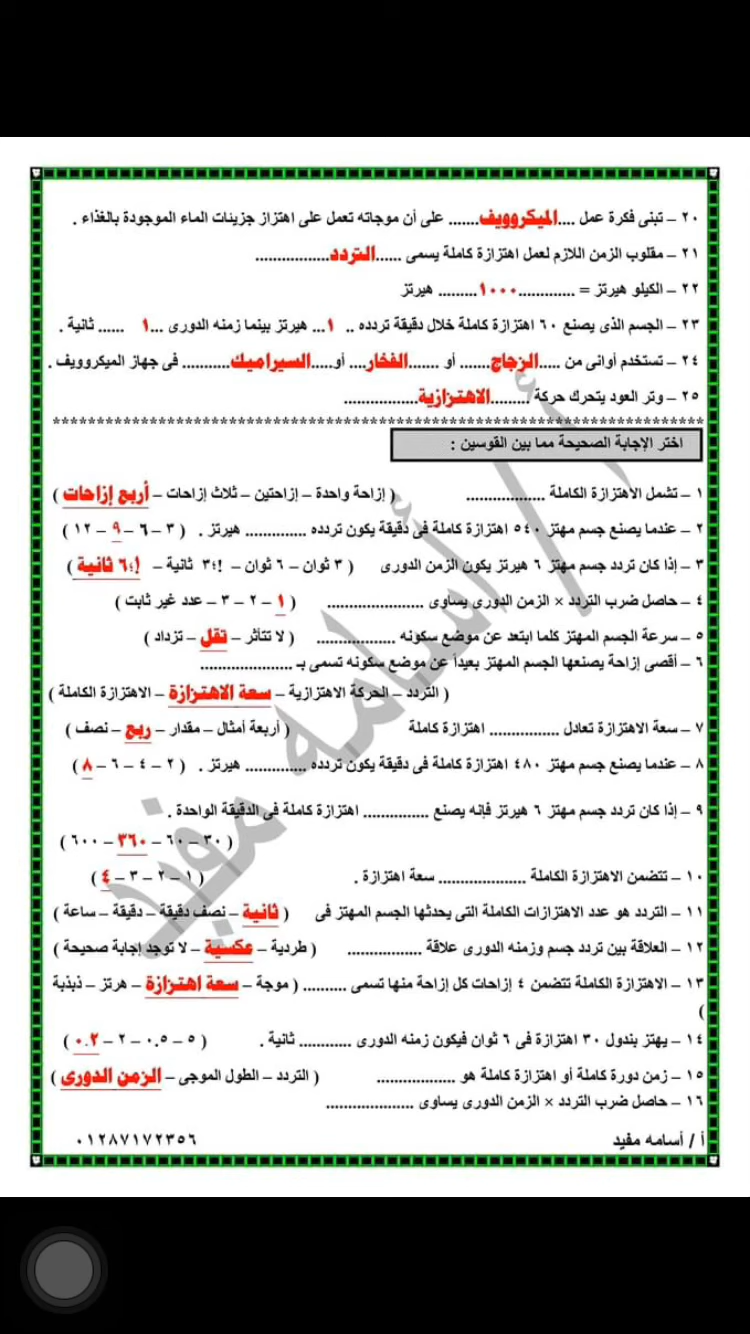 ٢٠ – تبنى فكرة عمل ....الميكروويف....... على أن موجاته تعمل على اهتزاز جزيئات الماء الموجودة بالغذاء .
٢١ – مقلوب الزمن اللازم لعمل اهتزازة كاملة يسمى ......التردد.................
٢٢ – الكيلو هيرتز = .............١٠٠٠......... هيرتز
٢٣ – الجسم الذى يصنع ٦٠ اهتزازة كاملة خلال دقيقة تردده .. ١ ... هيرتز بينما زمنه الدورى ...١ ...... ثانية .
٢٤ – تستخدم أوانى من .....الزجاج....... أو .......الفخار.... أو.....السيراميك........... فى جهاز الميكروويف .
٢٥ – وتر العود يتحرك حركة .........الاهتزازية.................
************************************************************
اختر الإجابة الصحيحة مما بين القوسين :
١ – تشمل الاهتزازة الكاملة .................. ( إزاحة واحدة – إزاحتين – ثلاث إزاحات – أربع إزاحات )
٢ – عندما يصنع جسم مهتز ٥٤٠ اهتزازة كاملة فى دقيقة يكون تردده .............. هيرتز . ( ٣ – ٦ – ٩ – ١٢ )
٣ – إذا كان تردد جسم مهتز ٦ هيرتز يكون الزمن الدورى ( ٣ ثوان – ٦ ثوان – !؛٣ ثانية – !؛٦ ثانية )
٤ – حاصل ضرب التردد × الزمن الدورى يساوى ...................... ( ١ – ٢ – ٣ – عدد غير ثابت )
٥ – سرعة الجسم المهتز كلما ابتعد عن موضع سكونه .................. ( لا تتأثر – تقل – تزداد )
٦ – أقصى إزاحة يصنعها الجسم المهتز بعيداً عن موضع سكونه تسمى بـ .....................
( التردد – الحركة الاهتزازية – سعة الاهتزازة – الاهتزازة الكاملة )
٧ – سعة الاهتزازة تعادل ................ اهتزازة كاملة ( أربعة أمثال – مقدار – ربع – نصف )
٨ – عندما يصنع جسم مهتز ٤٨٠ اهتزازة كاملة فى دقيقة يكون تردده .............. هيرتز . ( ٢ – ٤ – ٦ – ٨ )
٩ – إذا كان تردد جسم مهتز ٦ هيرتز فإنه يصنع ............... اهتزازة كاملة فى الدقيقة الواحدة .
( ٣٠ – ٦٠ – ٣٦٠ – ٦٠٠ )
١٠ – تتضمن الاهتزازة الكاملة .................... سعة اهتزازة . ( ١ – ٢ – ٣ – ٤ )
١١ – التردد هو عدد الاهتزازات الكاملة التى يحدثها الجسم المهتز فى ( ثانية – نصف دقيقة – دقيقة – ساعة )
١٢ – العلاقة بين تردد جسم وزمنه الدورى علاقة ................. ( طردية – عكسية – لا توجد إجابة صحيحة )
١٣ – الاهتزازة الكاملة تتضمن ٤ إزاحات كل إزاحة منها تسمى .......... ( موجة – سعة اهتزازة – هرتز – ذبذبة
)
١٤ – يهتز بندول ٣٠ اهتزازة فى ٦ ثوان فيكون زمنه الدورى ............ ثانية . ( ٥ – ٠.٥ – ٢ – ٠.٢ )
١٥ – زمن دورة كاملة أو اهتزازة كاملة هو .................. ( التردد – الطول الموجى – الزمن الدورى )
١٦ – حاصل ضرب التردد × الزمن الدورى يساوى ....................
أ / أسامه مفيد ٠١٢٨٧١٧٢٣٥٦
أ / أسامه مفيد